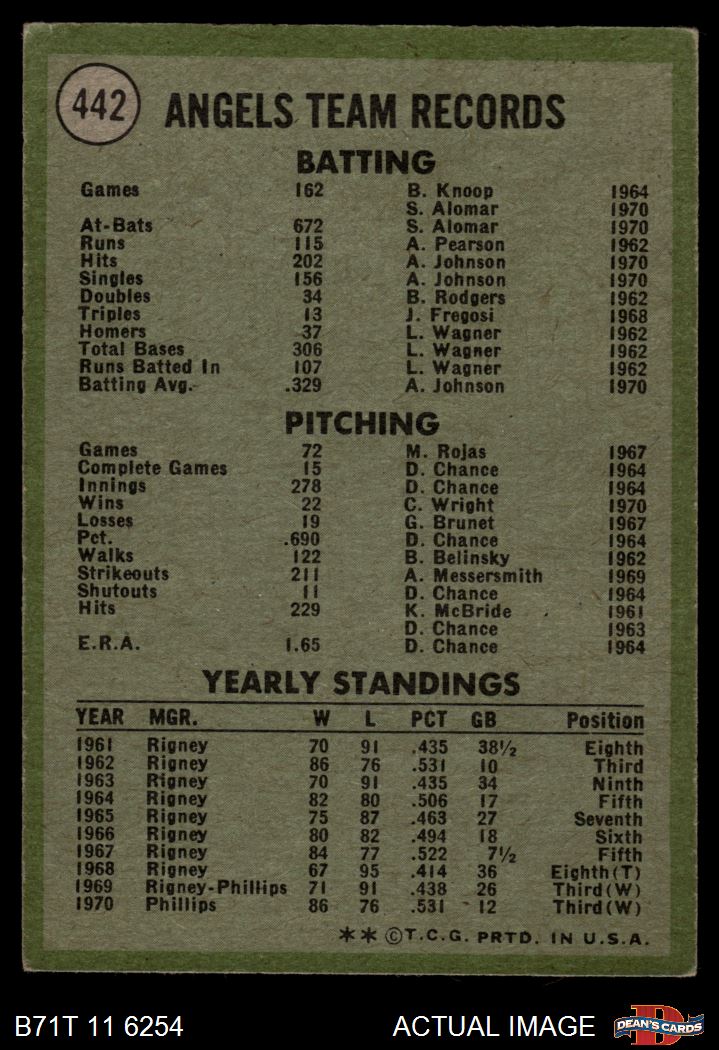 442
ANGELS TEAM RECORDS
BATTING
Games 162 B. Knoop 1964
S. Alomar 1970
At-Bats 672 S. Alomar 1970
Runs 115 A. Pearson 1962
Hits 202 A. Johnson 1970
Singles 156 A. Johnson 1970
Doubles 34 B. Rodgers 1962
Triples 13 J. Fregosi 1968
Homers 37 L. Wagner 1962
Total Bases 306 L. Wagner 1962
Runs Batted In 107 L. Wagner 1962
Batting Avg. .329 A. Johnson 1970
PITCHING
Games 72 M. Rojas 1967
Complete Games 15 D. Chance 1964
Innings 278 D. Chance 1964
Wins 22 C. Wright 1970
Losses 19 G. Brunet 1967
Pct. .690 D. Chance 1964
Walks 122 B. Belinsky 1962
Strikeouts 211 A. Messersmith 1969
Shutouts 11 D. Chance 1964
Hits 229 K. McBride 1961
D. Chance 1963
E.R.A. 1.65 D. Chance 1964
YEARLY STANDINGS
YEAR MGR. W L PCT GB Position
1961 Rigney 70 91 .435 38½ Eighth
1962 Rigney 86 76 .531 10 Third
1963 Rigney 70 91 .435 34 Ninth
1964 Rigney 82 80 .506 17 Fifth
1965 Rigney 75 87 .463 27 Seventh
1966 Rigney 80 82 .494 18 Sixth
1967 Rigney 84 77 .522 7½ Fifth
1968 Rigney 67 95 .414 36 Eighth(T)
1969 Rigney-Phillips 71 91 .438 26 Third(W)
1970 Phillips 86 76 .531 12 Third(W)
** ©T.C.G. PRTD. IN U.S.A.
B71T 11 6254 ACTUAL IMAGE D DEAN'S CARDS